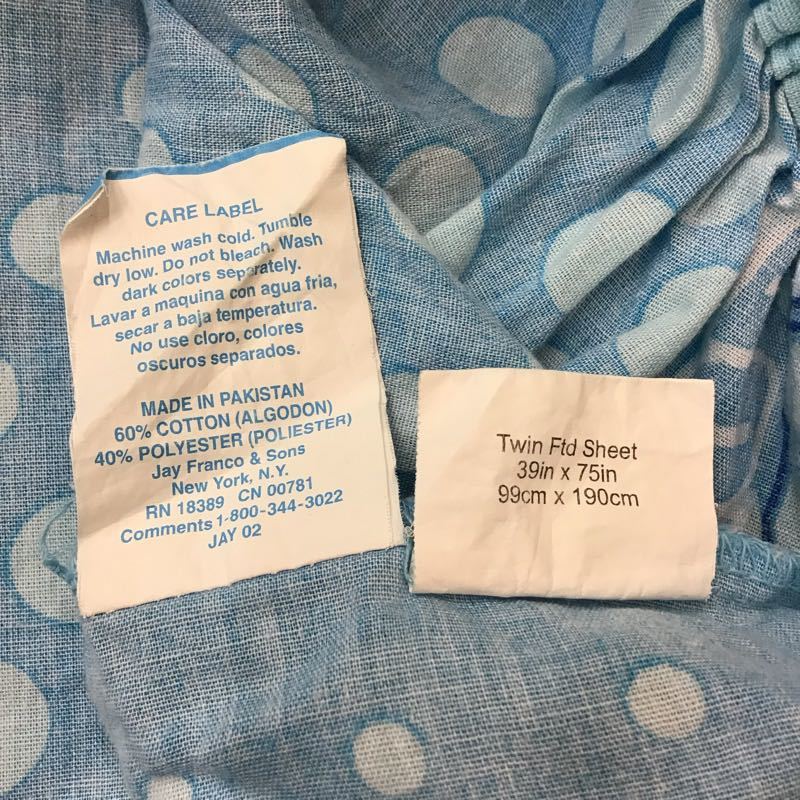 CARE LABEL
Machine wash cold. Tumble
dry low. Do not bleach. Wash
dark colors separately.
Lavar a maquina con agua fria,
secar a baja temperatura.
No use cloro, colores
oscuros separados.
MADE IN PAKISTAN
60% COTTON (ALGODON)
40% POLYESTER (POLIESTER)
Jay Franco & Sons
New York, N.Y.
RN 18389 CN 00781
Comments 1-800-344-3022
JAY 02
Twin Ftd Sheet
39in x 75in
99cm x 190cm